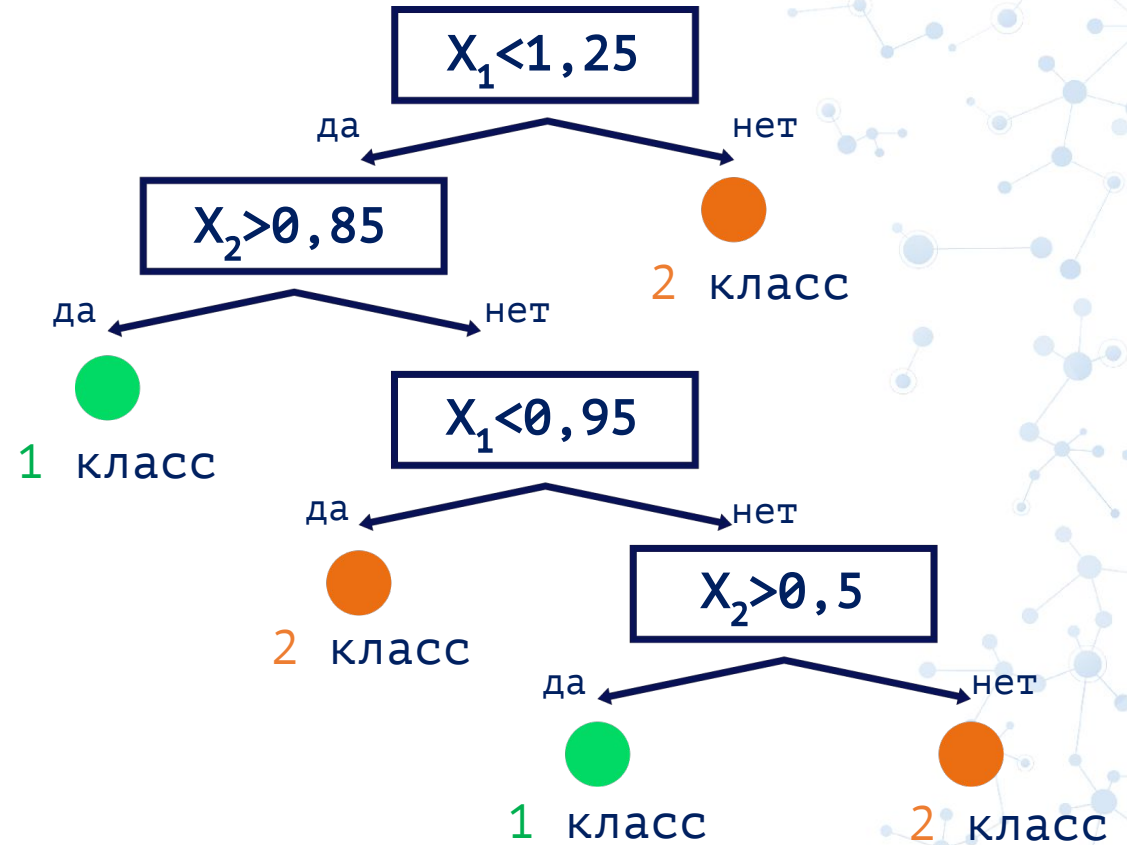 X₁<1,25
да
нет
X₂>0,85
2 класс
да
нет
1 класс
X₁<0,95
да
нет
2 класс
X₂>0,5
да
нет
1 класс
2 класс